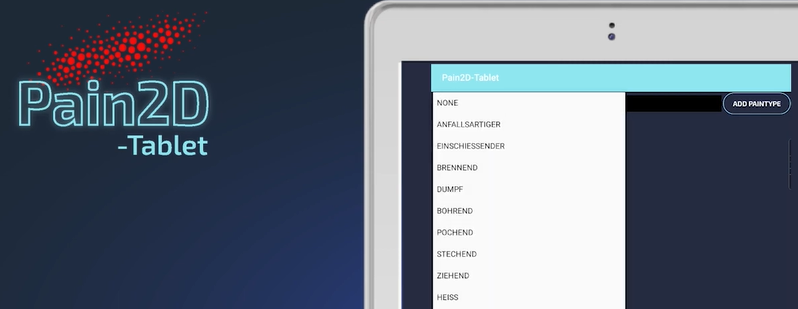 Pain2D
-Tablet
Pain2D-Tablet
NONE
ADD PAINTYPE
ANFALLSARTIGER
EINSCHIESSENDER
BRENNEND
DUMPF
BOHREND
POCHEND
STECHEND
ZIEHEND
HEISS